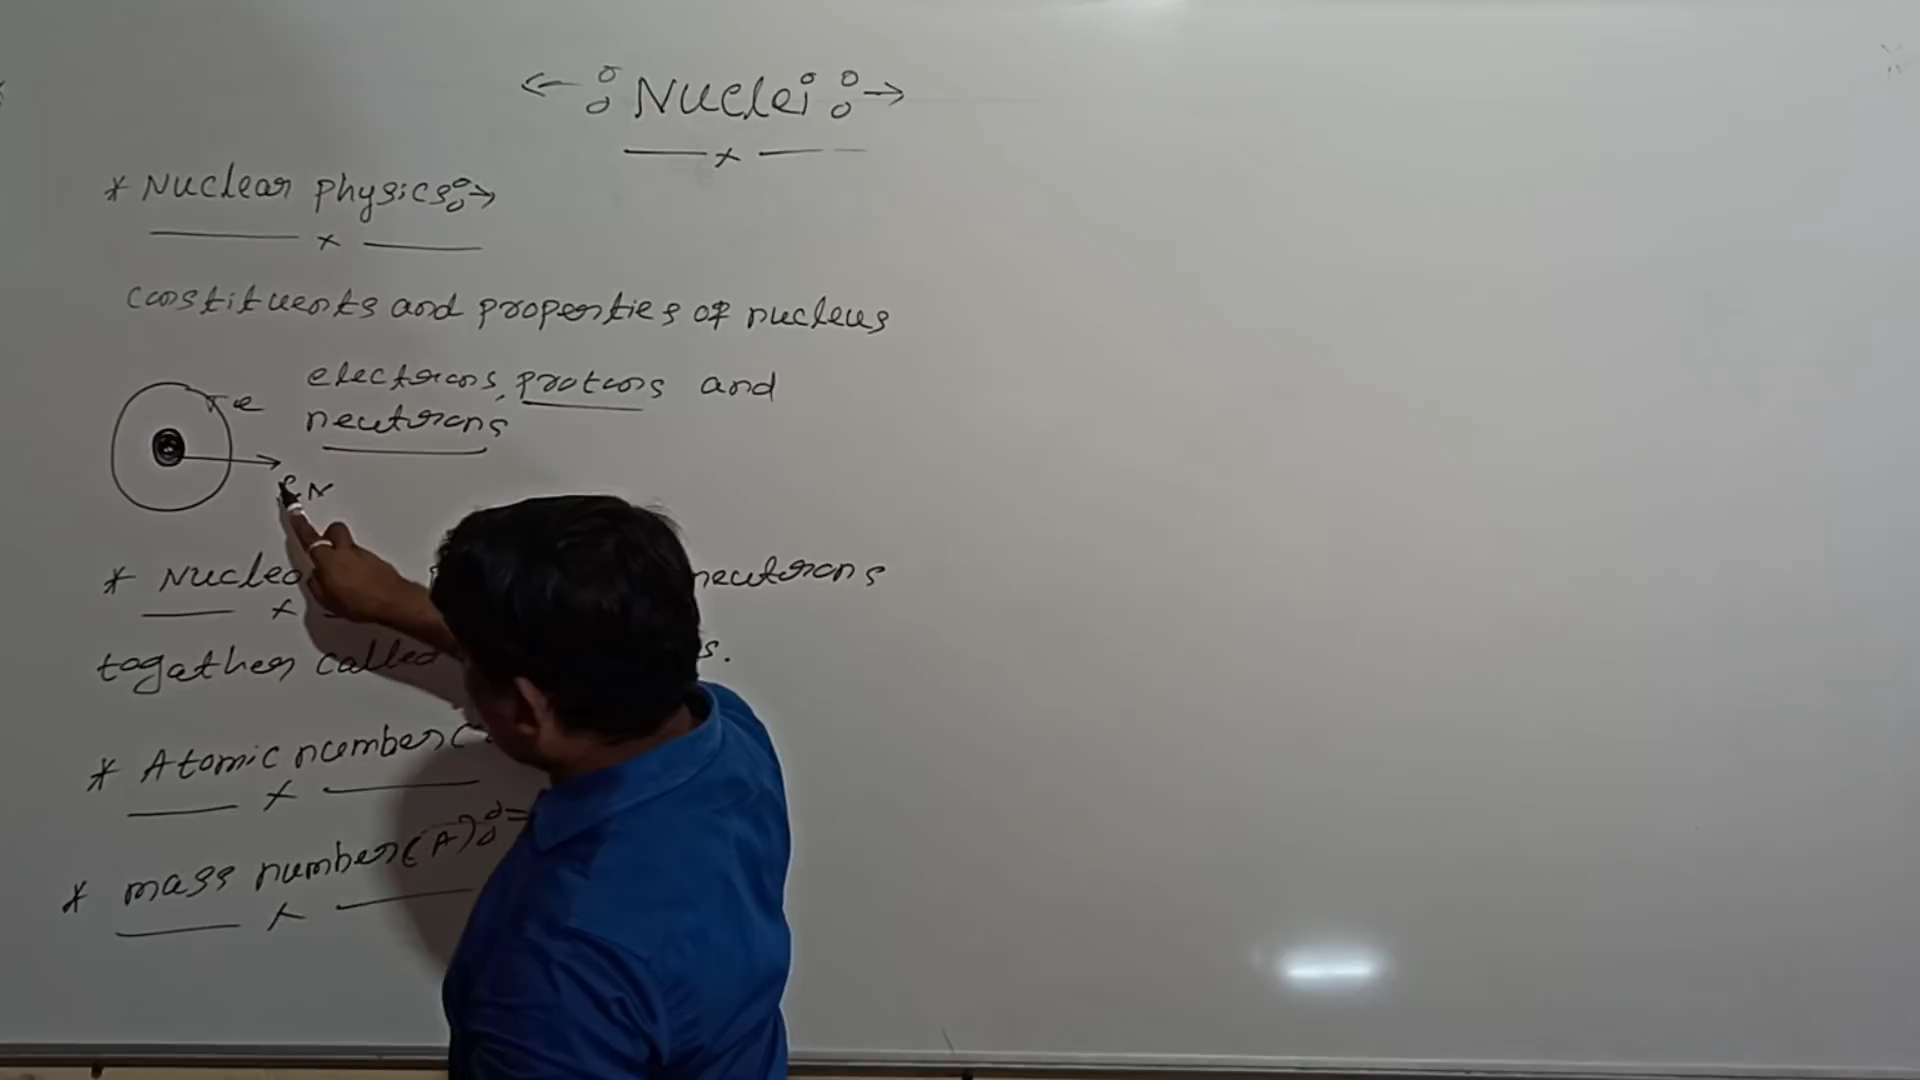 Nuclei
* Nuclear physics
constituents and properties of nucleus
e
electrons, protons and
neutrons
N
neutrons
togather called
* Atomic number
* mass number (A)